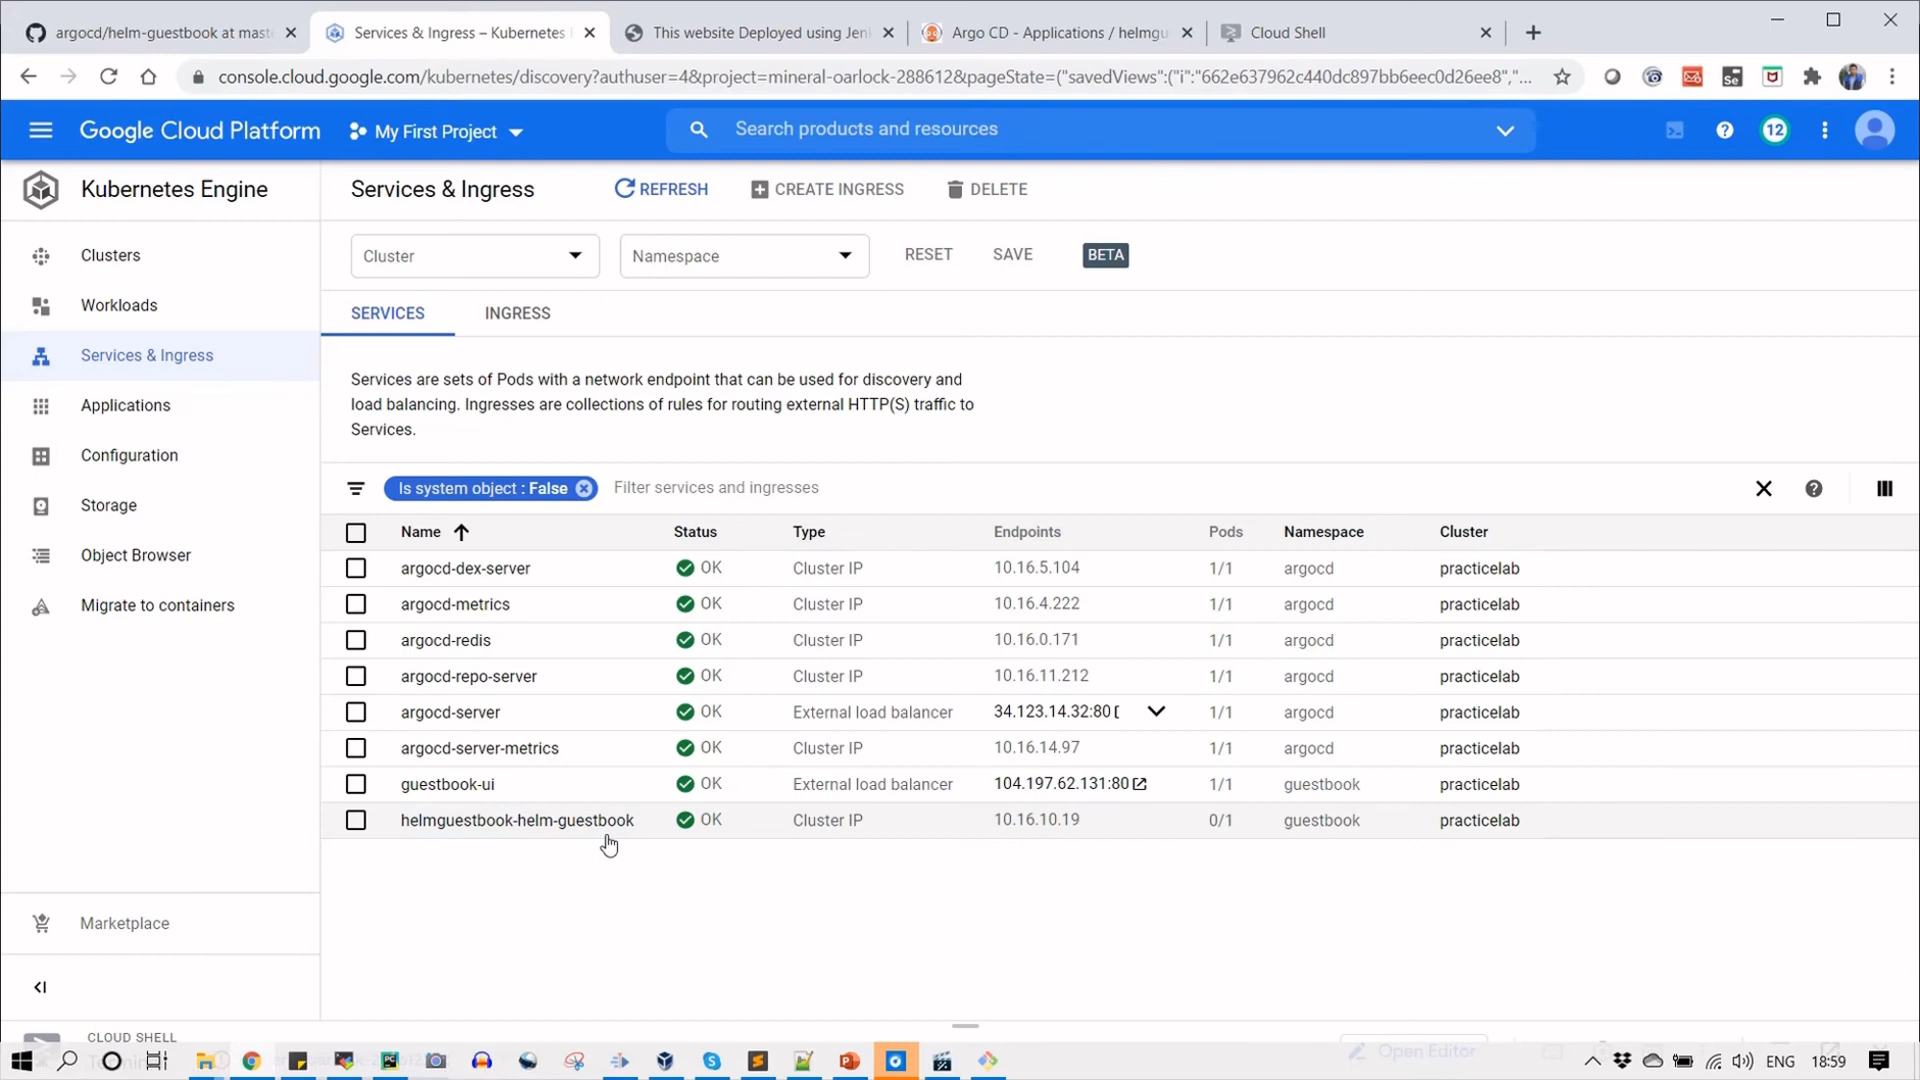 argocd/helm-guestbook at mast
Services & Ingress – Kubernetes
This website Deployed using Jen
Argo CD - Applications / helmgu
Cloud Shell
console.cloud.google.com/kubernetes/discovery?authuser=4&project=mineral-oarlock-288612&pageState=("savedViews":("i":"662e637962c440dc897bb6eec0d26ee8","...
Google Cloud Platform
My First Project
Search products and resources
12
Kubernetes Engine
Services & Ingress
REFRESH
CREATE INGRESS
DELETE
Clusters
Workloads
Services & Ingress
Applications
Configuration
Storage
Object Browser
Migrate to containers
Marketplace
Cluster
Namespace
RESET
SAVE
BETA
SERVICES
INGRESS
Services are sets of Pods with a network endpoint that can be used for discovery and
load balancing. Ingresses are collections of rules for routing external HTTP(S) traffic to
Services.
Is system object : False
Filter services and ingresses
Name Status Type Endpoints Pods Namespace Cluster
argocd-dex-server OK Cluster IP 10.16.5.104 1/1 argocd practicelab
argocd-metrics OK Cluster IP 10.16.4.222 1/1 argocd practicelab
argocd-redis OK Cluster IP 10.16.0.171 1/1 argocd practicelab
argocd-repo-server OK Cluster IP 10.16.11.212 1/1 argocd practicelab
argocd-server OK External load balancer 34.123.14.32:80 1/1 argocd practicelab
argocd-server-metrics OK Cluster IP 10.16.14.97 1/1 argocd practicelab
guestbook-ui OK External load balancer 104.197.62.131:80 1/1 guestbook practicelab
helmguestbook-helm-guestbook OK Cluster IP 10.16.10.19 0/1 guestbook practicelab
CLOUD SHELL
Open Editor
ENG
18:59